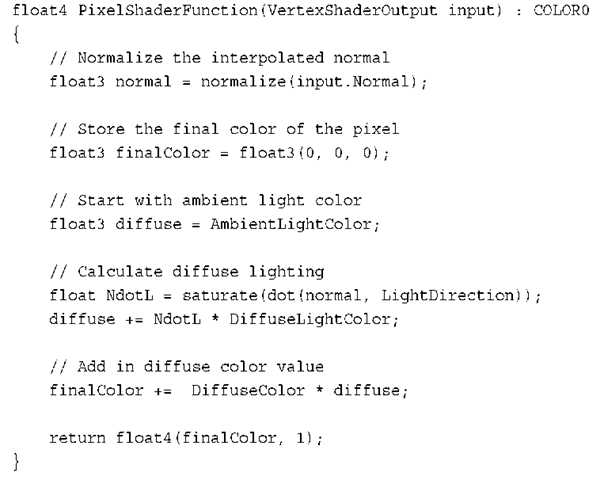 float4 PixelShaderFunction(VertexShaderOutput input) : COLOR0
{
    // Normalize the interpolated normal
    float3 normal = normalize(input.Normal);

    // Store the final color of the pixel
    float3 finalColor = float3(0, 0, 0);

    // Start with ambient light color
    float3 diffuse = AmbientLightColor;

    // Calculate diffuse lighting
    float NdotL = saturate(dot(normal, LightDirection));
    diffuse += NdotL * DiffuseLightColor;

    // Add in diffuse color value
    finalColor +=  DiffuseColor * diffuse;

    return float4(finalColor, 1);
}